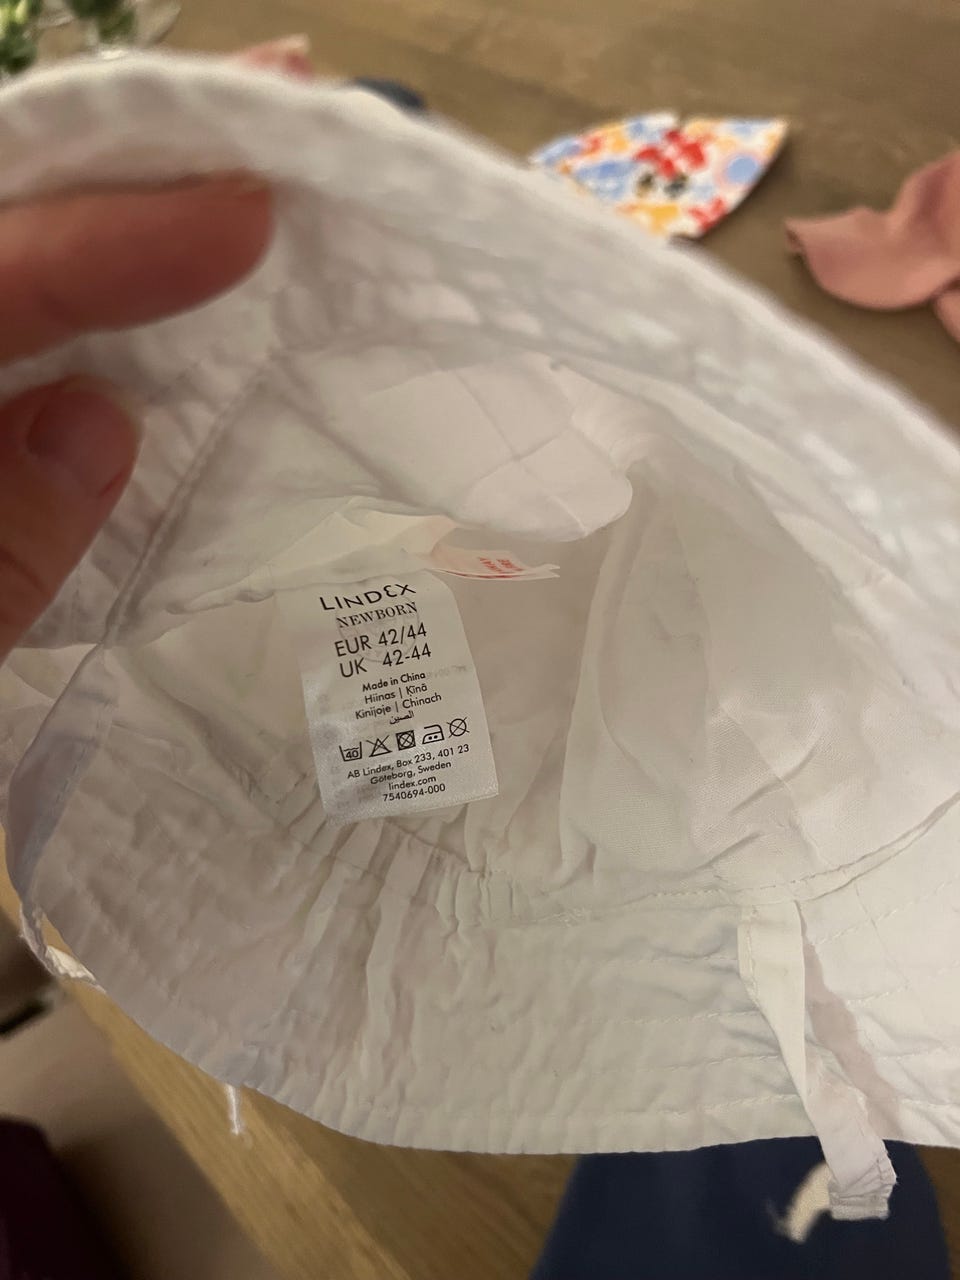 LINDEX
NEWBORN
EUR 42/44
UK 42-44
Made in China
Hiinas | Ķīnā
Kinijoje | Chinach
الصين
40
AB Lindex, Box 233, 401 23
Göteborg, Sweden
lindex.com
7540694-000